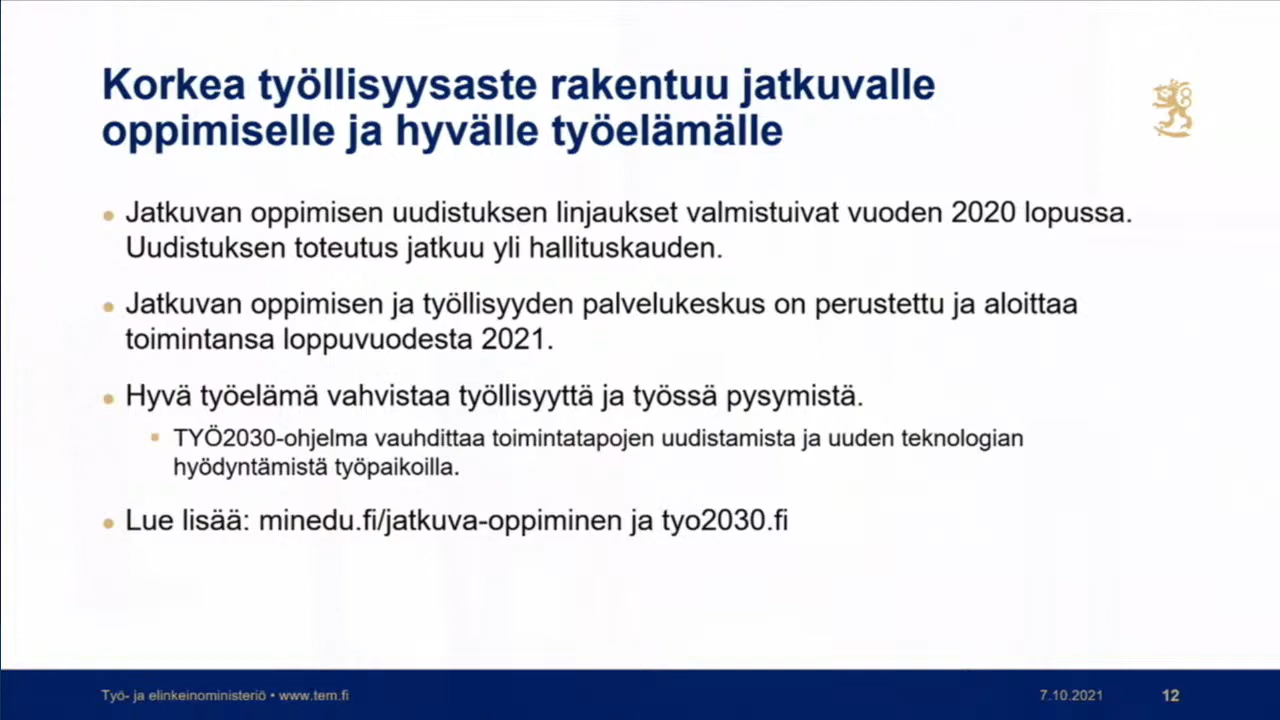 Korkea työllisyysaste rakentuu jatkuvalle
oppimiselle ja hyvälle työelämälle
Jatkuvan oppimisen uudistuksen linjaukset valmistuivat vuoden 2020 lopussa.
Uudistuksen toteutus jatkuu yli hallituskauden.
Jatkuvan oppimisen ja työllisyyden palvelukeskus on perustettu ja aloittaa
toimintansa loppuvuodesta 2021.
Hyvä työelämä vahvistaa työllisyyttä ja työssä pysymistä.
TYÖ2030-ohjelma vauhdittaa toimintatapojen uudistamista ja uuden teknologian
hyödyntämistä työpaikoilla.
Lue lisää: minedu.fi/jatkuva-oppiminen ja tyo2030.fi
Työ- ja elinkeinoministeriö • www.tem.fi 7.10.2021 12